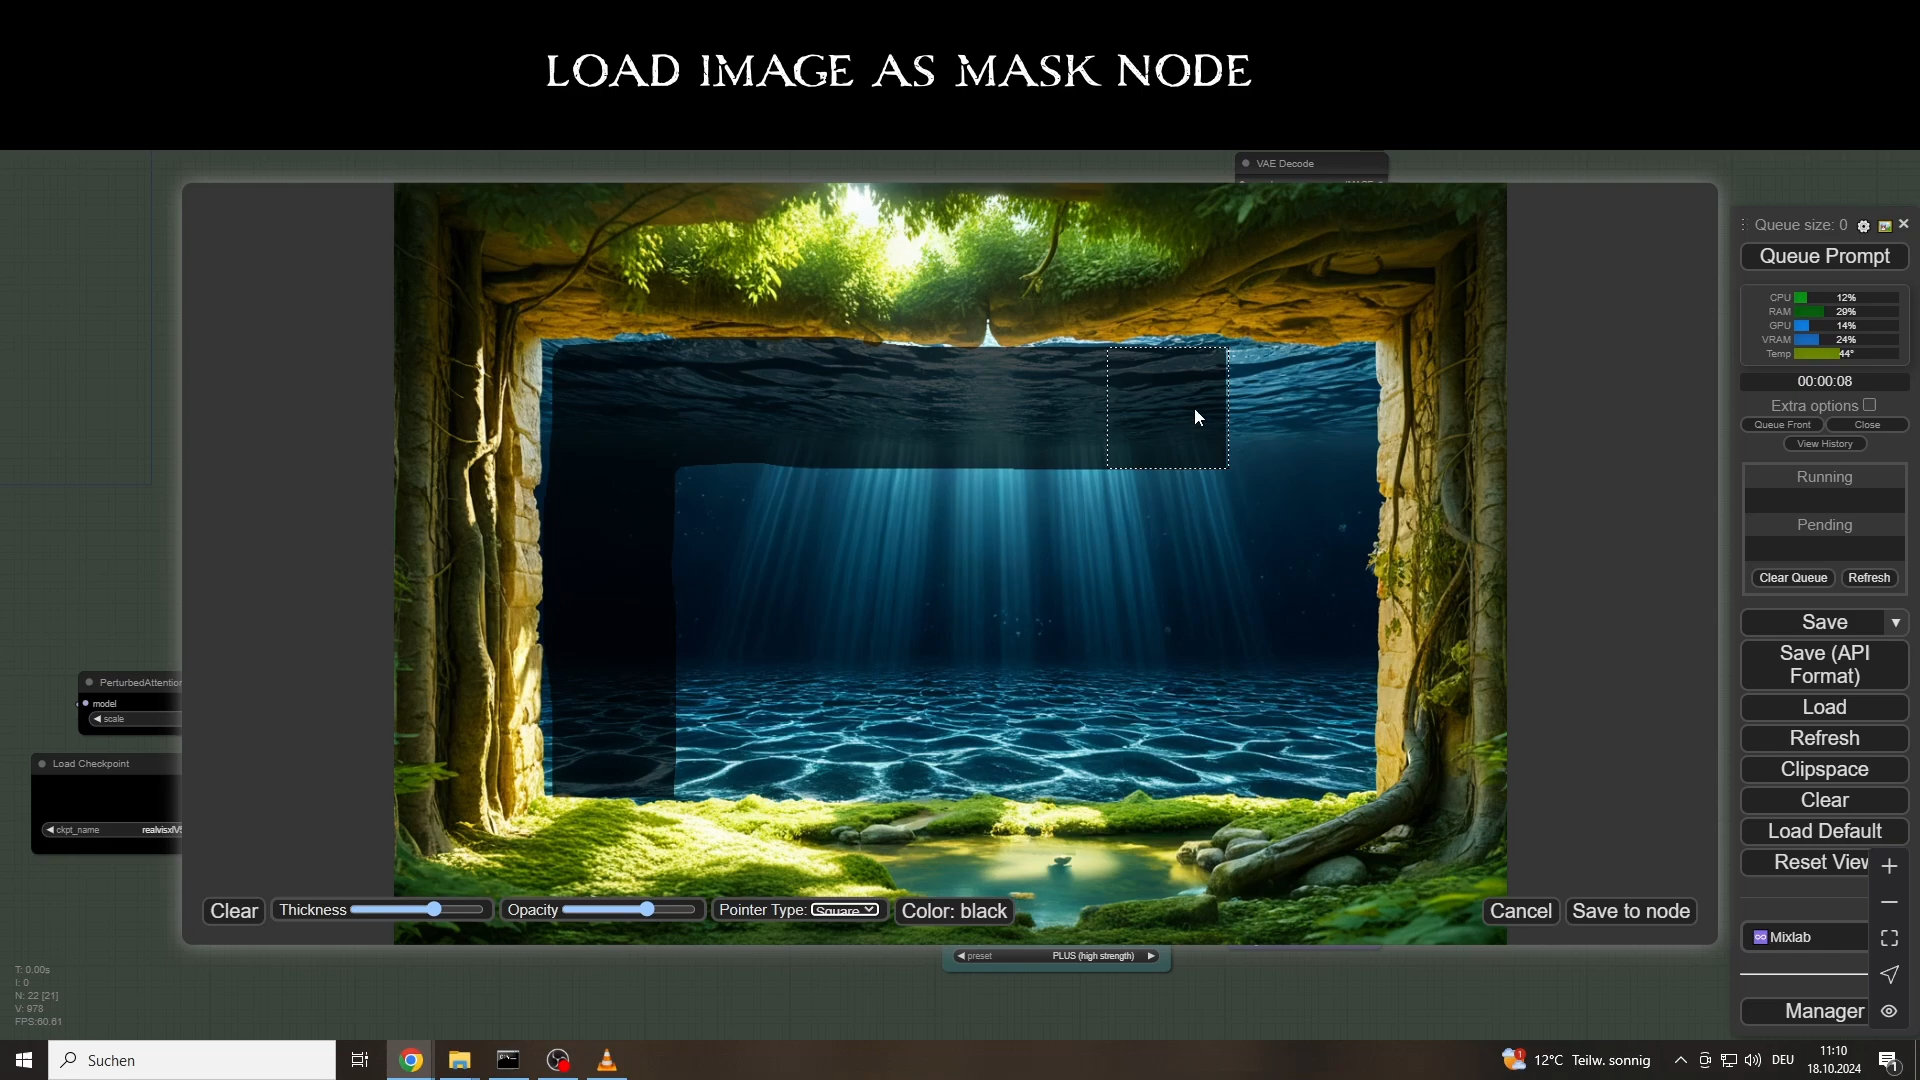 LOAD IMAGE AS MASK NODE
VAE Decode
Queue size: 0
Queue Prompt
CPU 12%
RAM 29%
GPU 14%
VRAM 24%
Temp 44°
00:00:08
Extra options
Queue Front Close
View History
Running
Pending
Clear Queue Refresh
Save
Save (API
Format)
Load
Refresh
Clipspace
Clear
Load Default
Reset View
Mixlab
Manager
PerturbedAttention
model
scale
Load Checkpoint
ckpt_name
Clear Thickness Opacity Pointer Type: Square Color: black Cancel Save to node
preset PLUS (high strength)
T: 0.00s
I: 0
N: 22 [21]
V: 978
FPS:60.61
Suchen
1 12°C Teilw. sonnig DEU 11:10
18.10.2024 1